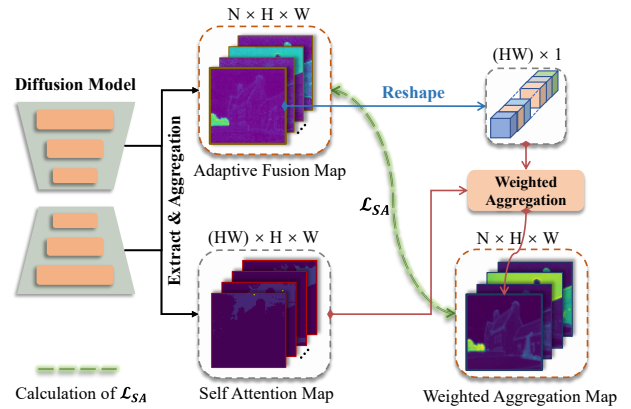 N × H × W
(HW) × 1
Diffusion Model
Reshape
Extract & Aggregation
Adaptive Fusion Map
Weighted
Aggregation
ℒSA
(HW) × H × W
N × H × W
Calculation of ℒSA
Self Attention Map
Weighted Aggregation Map